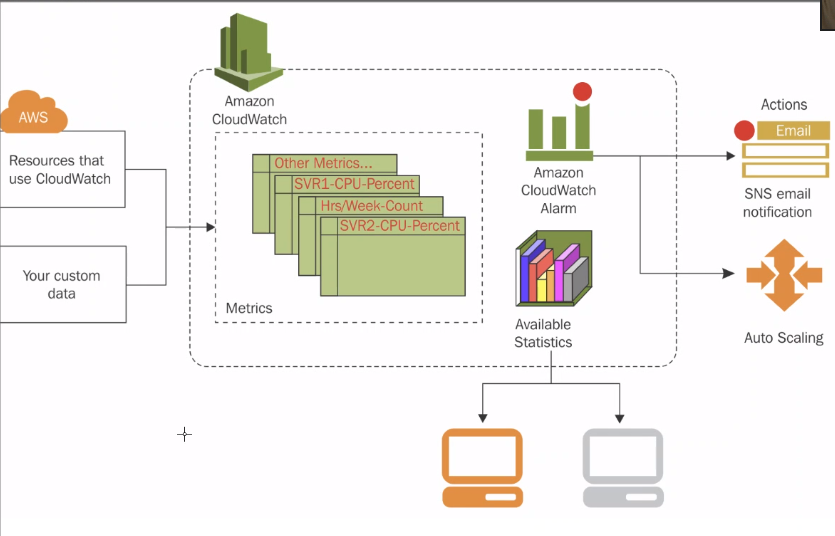 Amazon
CloudWatch
AWS
Resources that
use CloudWatch
Your custom
data
Other Metrics...
SVR1-CPU-Percent
Hrs/Week-Count
SVR2-CPU-Percent
Metrics
Amazon
CloudWatch
Alarm
Available
Statistics
Actions
Email
SNS email
notification
Auto Scaling